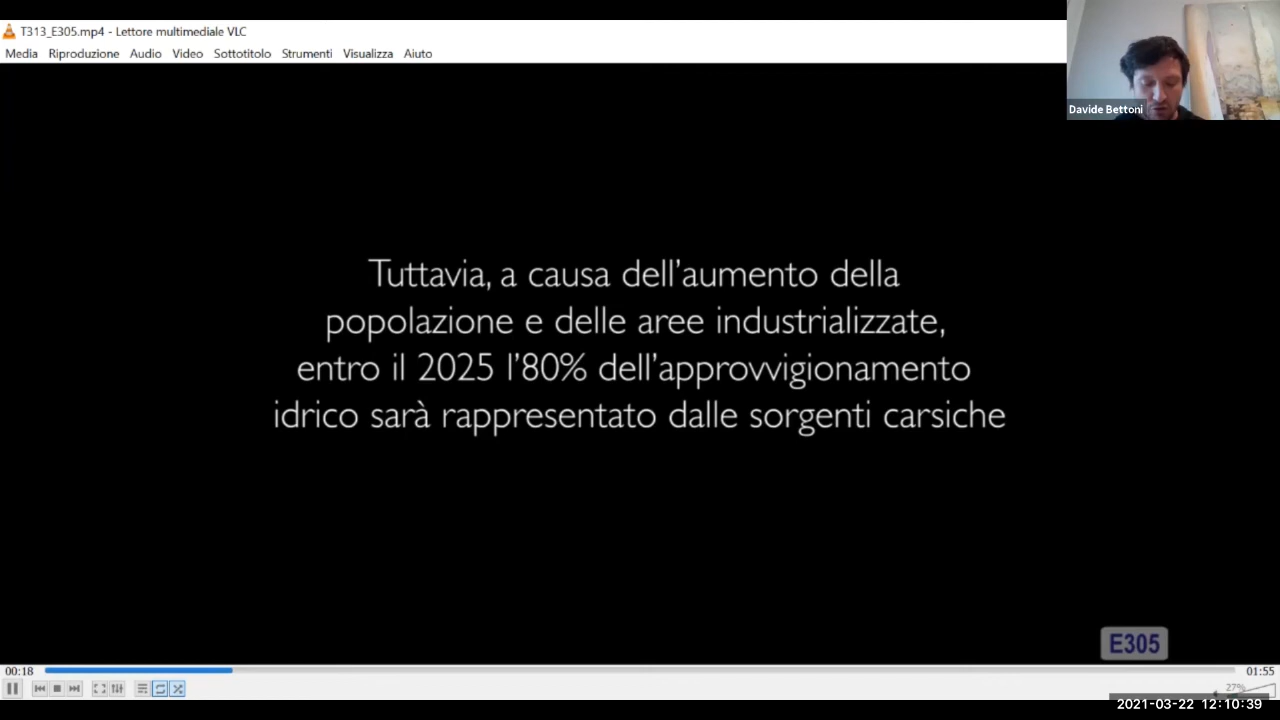 T313_E305.mp4 - Lettore multimediale VLC
Media Riproduzione Audio Video Sottotitolo Strumenti Visualizza Aiuto
Davide Bettoni
Tuttavia, a causa dell'aumento della
popolazione e delle aree industrializzate,
entro il 2025 l'80% dell'approvvigionamento
idrico sarà rappresentato dalle sorgenti carsiche
E305
00:18
01:55
27%
2021-03-22 12:10:39